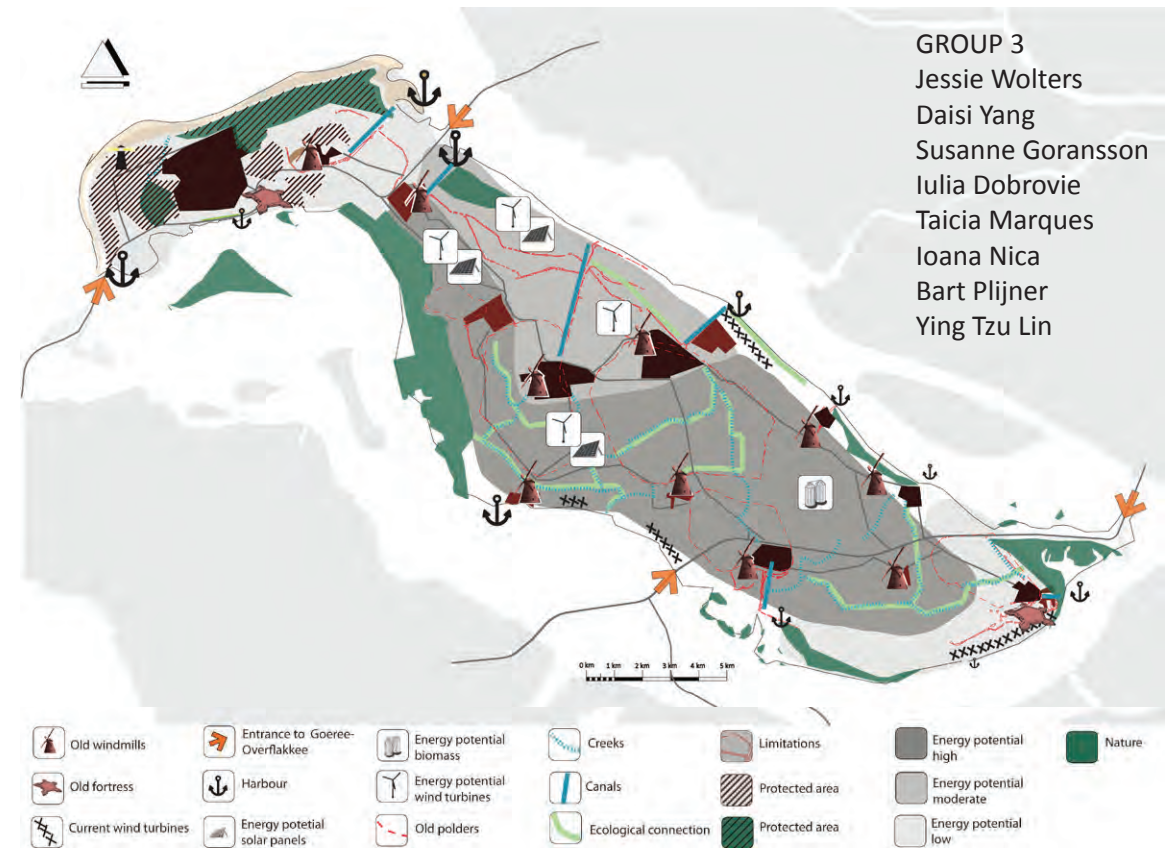 GROUP 3
Jessie Wolters
Daisi Yang
Susanne Goransson
Iulia Dobrovie
Taicia Marques
Ioana Nica
Bart Plijner
Ying Tzu Lin
0 km 1 km 2 km 3 km 4 km 5 km
Old windmills
Old fortress
Current wind turbines
Entrance to Goeree-
Overflakkee
Harbour
Energy potetial
solar panels
Energy potential
biomass
Energy potential
wind turbines
Old polders
Creeks
Canals
Ecological connection
Limitations
Protected area
Protected area
Energy potential
high
Energy potential
moderate
Energy potential
low
Nature